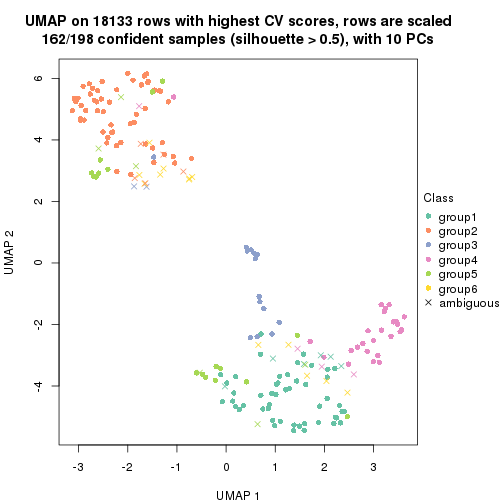 UMAP on 18133 rows with highest CV scores, rows are scaled
162/198 confident samples (silhouette > 0.5), with 10 PCs
6
4
2
0
-2
-4
UMAP 2
-3
-2
-1
0
1
2
3
UMAP 1
Class
group1
group2
group3
group4
group5
group6
ambiguous